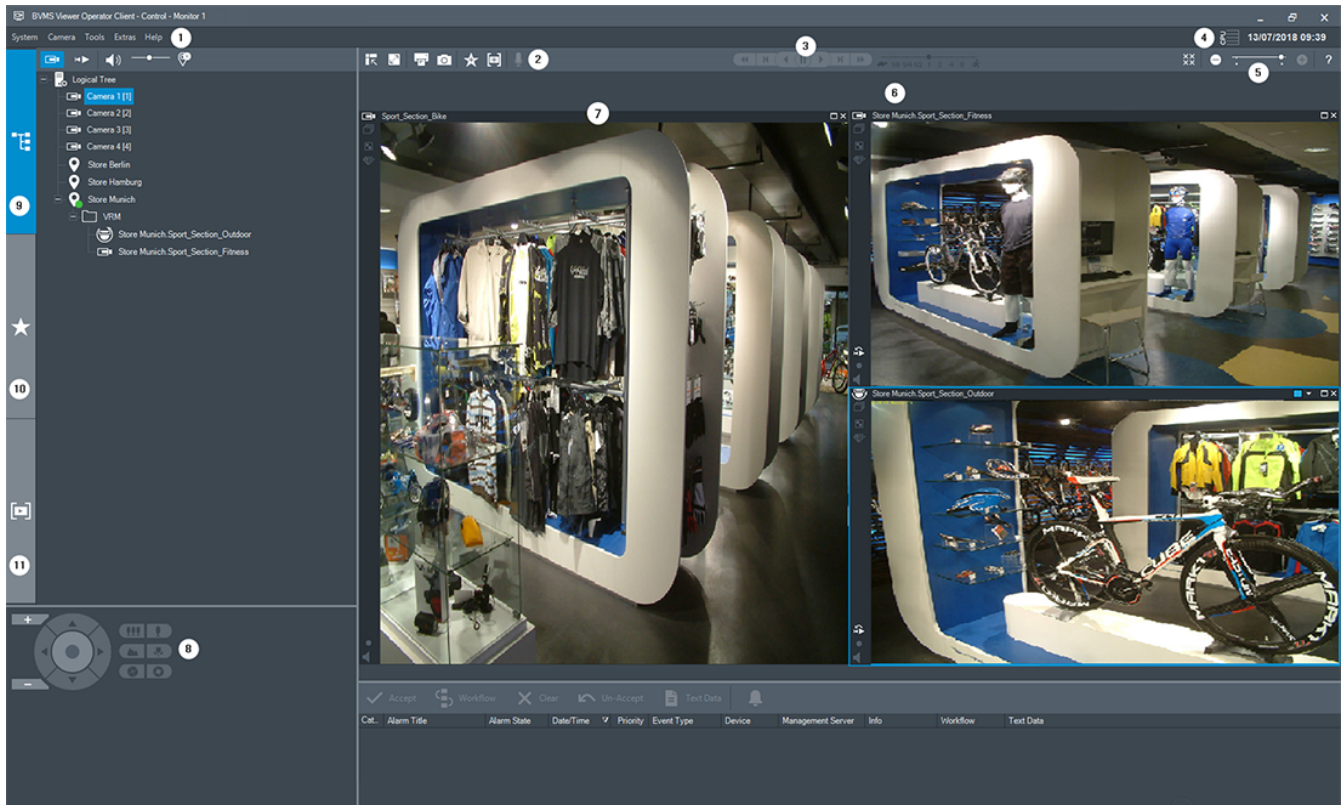 BVMS Viewer Operator Client - Control - Monitor 1
System Camera Tools Extras Help 1
4 13/07/2018 09:39
2
3
5
?
Logical Tree
Camera 1 [1]
Camera 2 [2]
Camera 3 [3]
Camera 4 [4]
Store Berlin
Store Hamburg
Store Munich
VRM
Store Munich.Sport_Section_Outdoor
Store Munich.Sport_Section_Fitness
9
10
11
8
6
7
Sport_Section_Bike
Store Munich.Sport_Section_Fitness
Store Munich.Sport_Section_Outdoor
CUBE
Accept Workflow Clear Un-Accept Text Data
Cat.. Alarm Title Alarm State Date/Time Priority Event Type Device Management Server Info Workflow Text Data